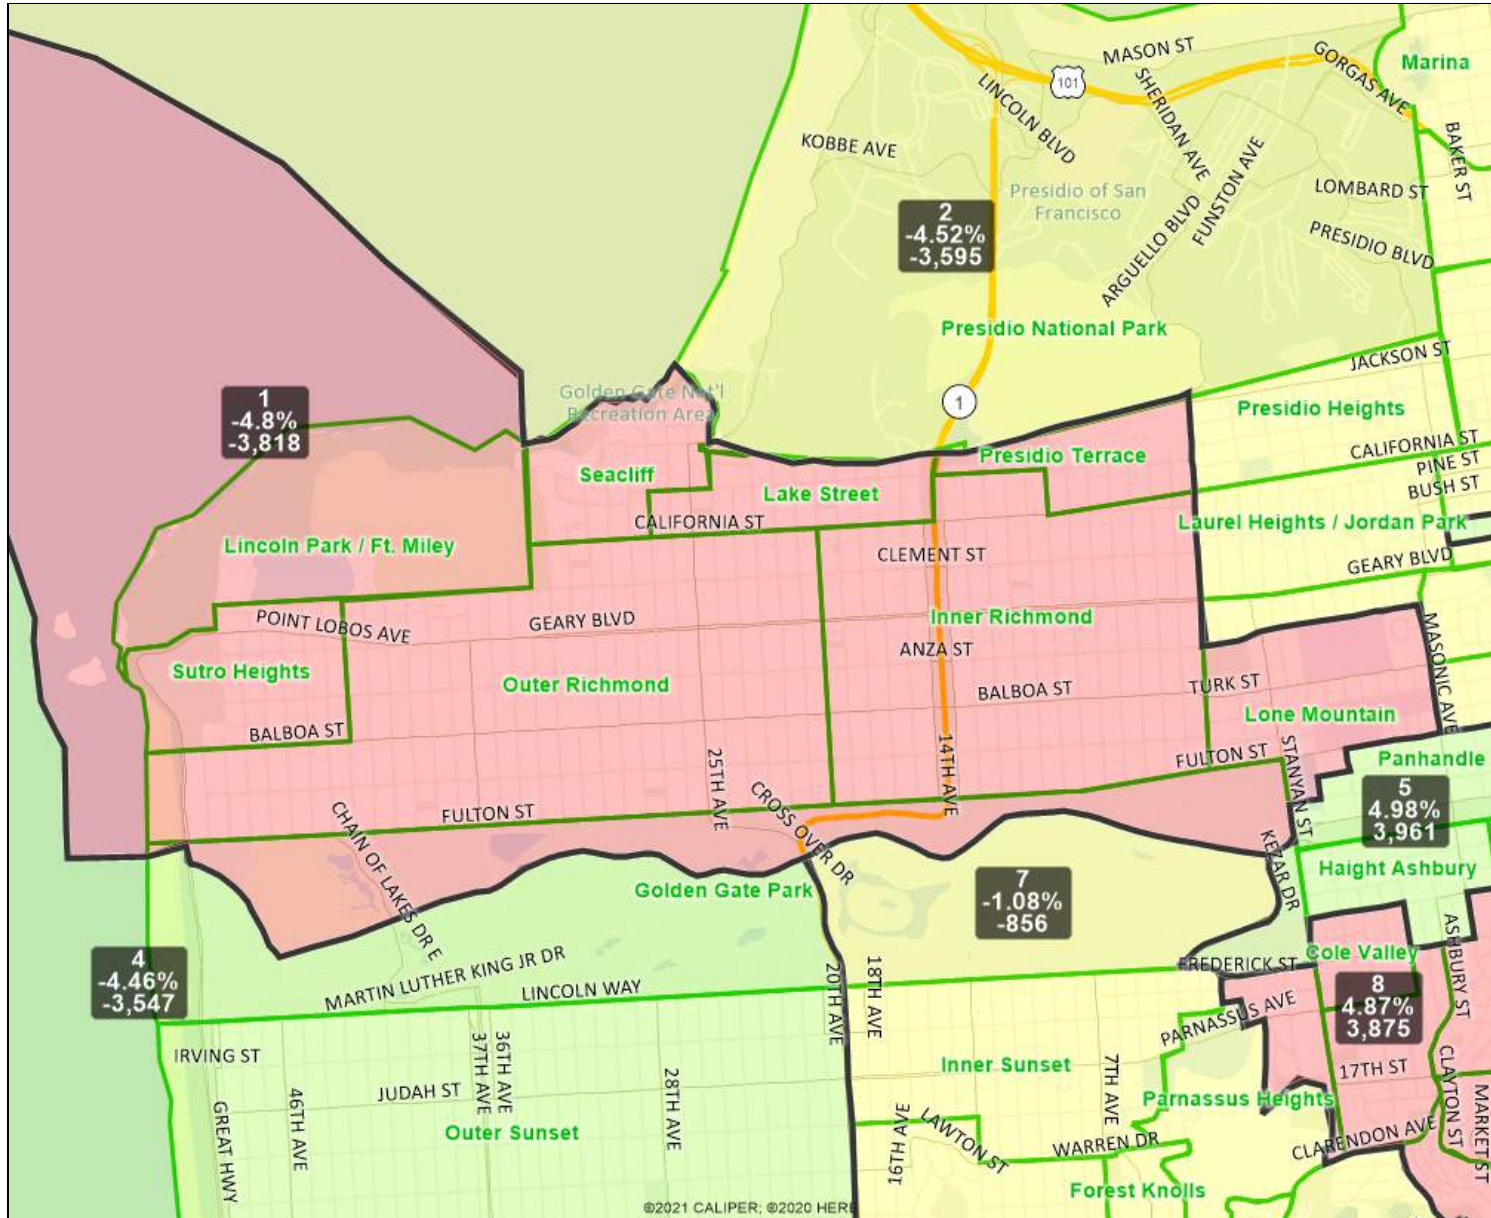 MASON ST
GORGAS AVE
Marina
101
SHERIDAN AVE
LINCOLN BLVD
KOBBE AVE
BAKER ST
FUNSTON AVE
Presidio of San
Francisco
LOMBARD ST
2
-4.52%
-3,595
ARGUELLO BLVD
PRESIDIO BLVD
Presidio National Park
JACKSON ST
Golden Gate Nat'l
Recreation Area
1
1
-4.8%
-3,818
Presidio Heights
CALIFORNIA ST
PINE ST
BUSH ST
Presidio Terrace
Seacliff
Lake Street
CALIFORNIA ST
Laurel Heights / Jordan Park
Lincoln Park / Ft. Miley
CLEMENT ST
GEARY BLVD
POINT LOBOS AVE
GEARY BLVD
Inner Richmond
MASONIC AVE
ANZA ST
Sutro Heights
Outer Richmond
BALBOA ST
TURK ST
Lone Mountain
BALBOA ST
14TH AVE
FULTON ST
STANYAN ST
Panhandle
25TH AVE
CROSS OVER DR
5
4.98%
3,961
FULTON ST
CHAIN OF LAKES DR E
KEZAR DR
Haight Ashbury
Golden Gate Park
7
-1.08%
-856
ASHBURY ST
Cole Valley
4
-4.46%
-3,547
MARTIN LUTHER KING JR DR
LINCOLN WAY
20TH AVE
18TH AVE
FREDERICK ST
8
4.87%
3,875
PARNASSUS AVE
IRVING ST
37TH AVE
36TH AVE
JUDAH ST
28TH AVE
Inner Sunset
7TH AVE
17TH ST
CLAYTON ST
MARKET ST
46TH AVE
GREAT HWY
Outer Sunset
16TH AVE
LAWTON ST
Parnassus Heights
WARREN DR
CLARENDON AVE
Forest Knolls
©2021 CALIPER; ©2020 HERE